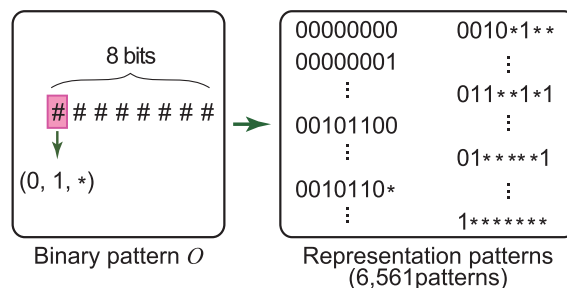 8 bits
# # # # # # # #
(0, 1, *)
Binary pattern O
00000000
00000001
⋮
00101100
⋮
0010110*
⋮
0010*1**
⋮
011**1*1
⋮
01*****1
⋮
1*******
Representation patterns
(6,561patterns)